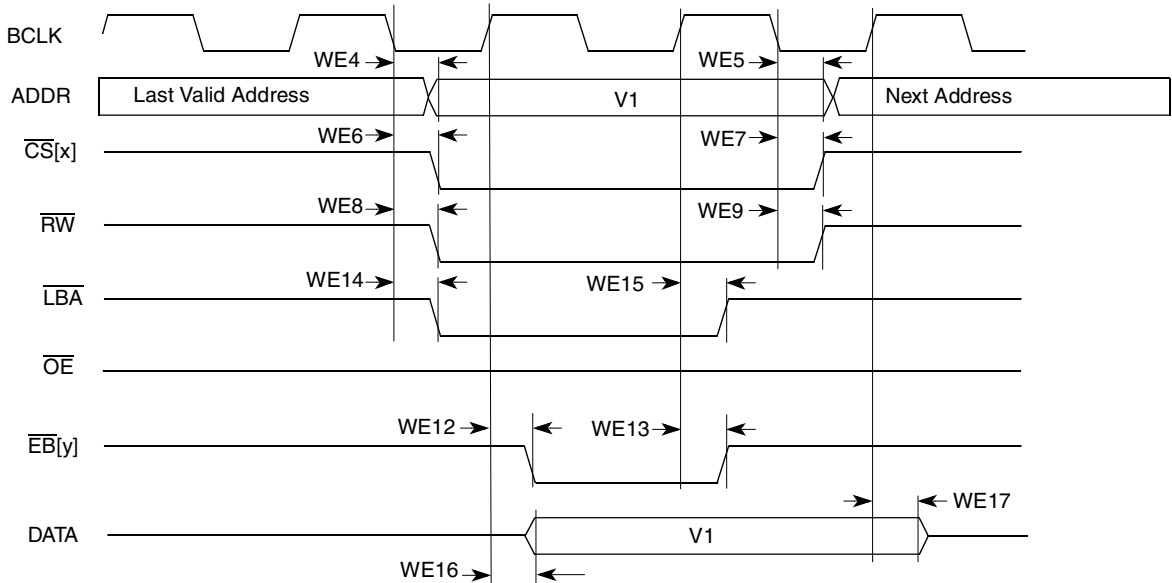 BCLK
WE4 WE5
ADDR Last Valid Address V1 Next Address
WE6 WE7
CS[x]
WE8 WE9
RW
WE14 WE15
LBA
OE
WE12 WE13
EB[y]
WE17
DATA V1
WE16